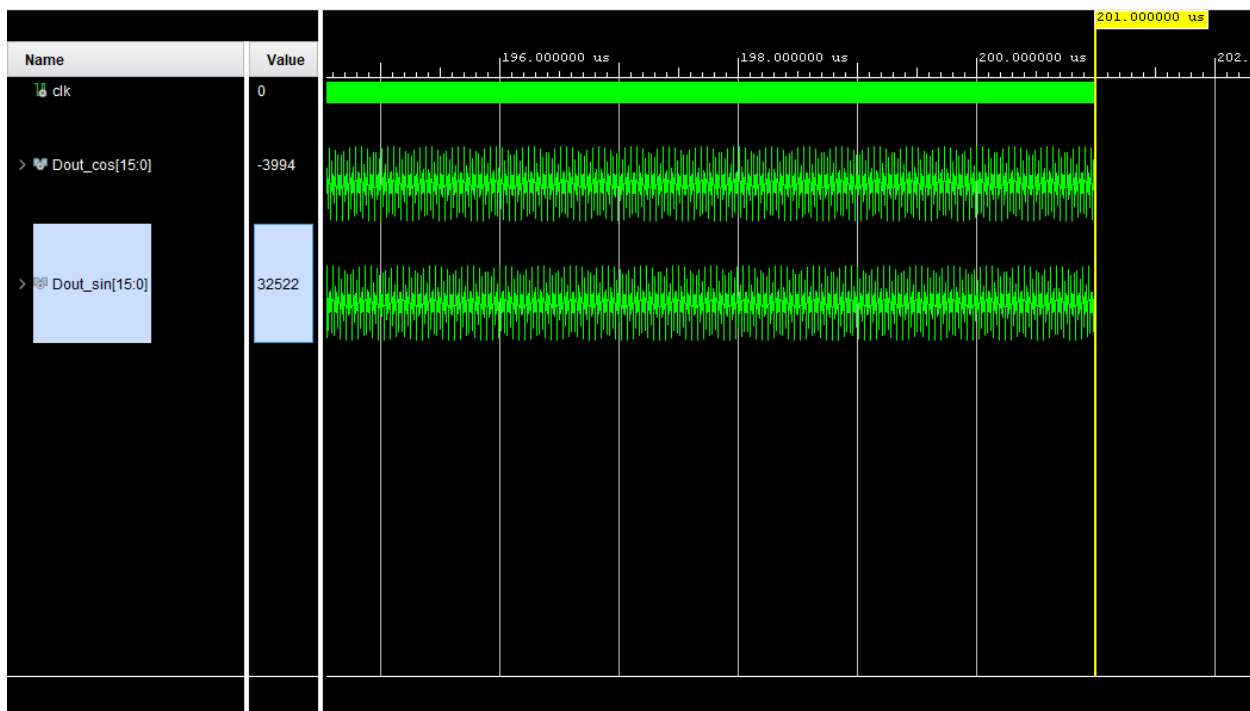 201.000000 us
Name Value
196.000000 us 198.000000 us 200.000000 us 202.
clk 0
Dout_cos[15:0] -3994
Dout_sin[15:0] 32522